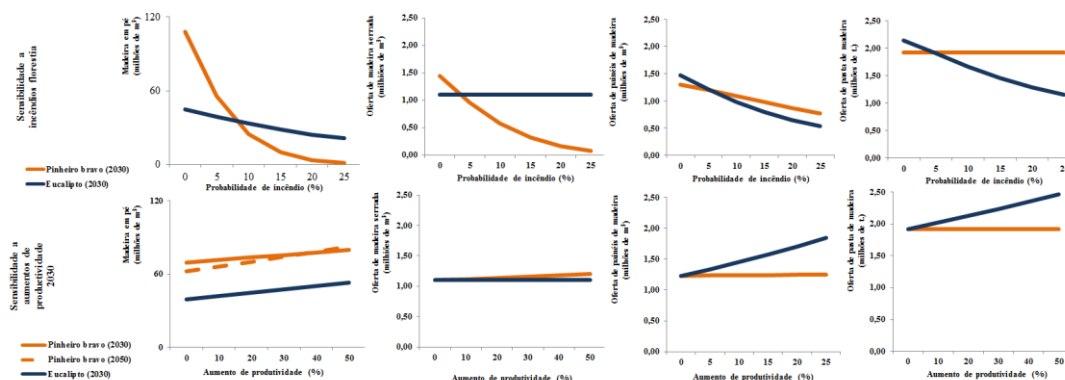 Sensibilidade a
incêndios florestia
Pinheiro bravo (2030)
Eucalipto (2030)
Madeira em pé
(milhões de m³)
120
60
0
0 5 10 15 20 25
Probabilidade de incêndio (%)
Oferta de madeira serrada
(milhões de m³)
2,50
2,00
1,50
1,00
0,50
0,00
0 5 10 15 20 25
Probabilidade de incêndio (%)
Oferta de painéis de madeira
(milhões de m³)
2,50
2,00
1,50
1,00
0,50
0,00
0 5 10 15 20 25
Probabilidade de incêndio (%)
Oferta de pasta de madeira
(milhões de t.)
2,50
2,00
1,50
1,00
0,50
0,00
0 5 10 15 20 25
Probabilidade de incêndio (%)
Sensibilidade a
aumentos de
productividade
2030
Pinheiro bravo (2030)
Pinheiro bravo (2050)
Eucalipto (2030)
Madeira em pé
(milhões de m³)
120
60
0
0 10 20 30 40 50
Aumento de produtividade (%)
Oferta de madeira serrada
(milhões de m³)
2,50
2,00
1,50
1,00
0,50
0,00
0 10 20 30 40 50
Aumento de produtividade (%)
Oferta de painéis de madeira
(milhões de m³)
2,50
2,00
1,50
1,00
0,50
0,00
0 5 10 15 20 25
Aumento de produtividade (%)
Oferta de pasta de madeira
(milhões de t.)
2,50
2,00
1,50
1,00
0,50
0,00
0 10 20 30 40 50
Aumento de produtividade (%)